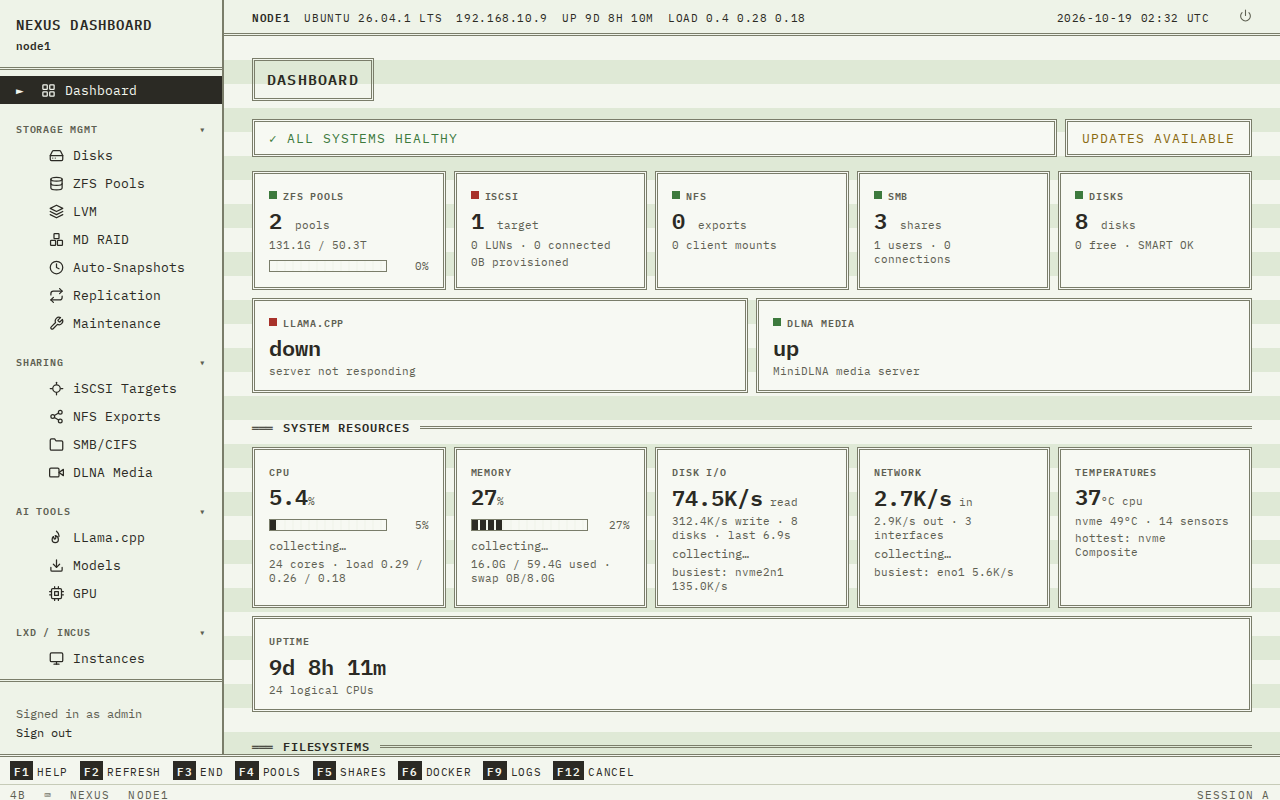 NEXUS DASHBOARD
node1
► Dashboard
STORAGE MGMT ▾
Disks
ZFS Pools
LVM
MD RAID
Auto-Snapshots
Replication
Maintenance
SHARING ▾
iSCSI Targets
NFS Exports
SMB/CIFS
DLNA Media
AI TOOLS ▾
LLama.cpp
Models
GPU
LXD / INCUS ▾
Instances
Signed in as admin
Sign out
NODE1 UBUNTU 26.04.1 LTS 192.168.10.9 UP 9D 8H 10M LOAD 0.4 0.28 0.18 2026-10-19 02:32 UTC
DASHBOARD
✓ ALL SYSTEMS HEALTHY
UPDATES AVAILABLE
ZFS POOLS
2 pools
131.1G / 50.3T
0%
ISCSI
1 target
0 LUNs · 0 connected
0B provisioned
NFS
0 exports
0 client mounts
SMB
3 shares
1 users · 0
connections
DISKS
8 disks
0 free · SMART OK
LLAMA.CPP
down
server not responding
DLNA MEDIA
up
MiniDLNA media server
══ SYSTEM RESOURCES
CPU
5.4%
5%
collecting…
24 cores · load 0.29 /
0.26 / 0.18
MEMORY
27%
27%
collecting…
16.0G / 59.4G used ·
swap 0B/8.0G
DISK I/O
74.5K/s read
312.4K/s write · 8
disks · last 6.9s
collecting…
busiest: nvme2n1
135.0K/s
NETWORK
2.7K/s in
2.9K/s out · 3
interfaces
collecting…
busiest: eno1 5.6K/s
TEMPERATURES
37°C cpu
nvme 49°C · 14 sensors
hottest: nvme
Composite
UPTIME
9d 8h 11m
24 logical CPUs
══ FILESYSTEMS
F1 HELP F2 REFRESH F3 END F4 POOLS F5 SHARES F6 DOCKER F9 LOGS F12 CANCEL
4B ⌨ NEXUS NODE1 SESSION A